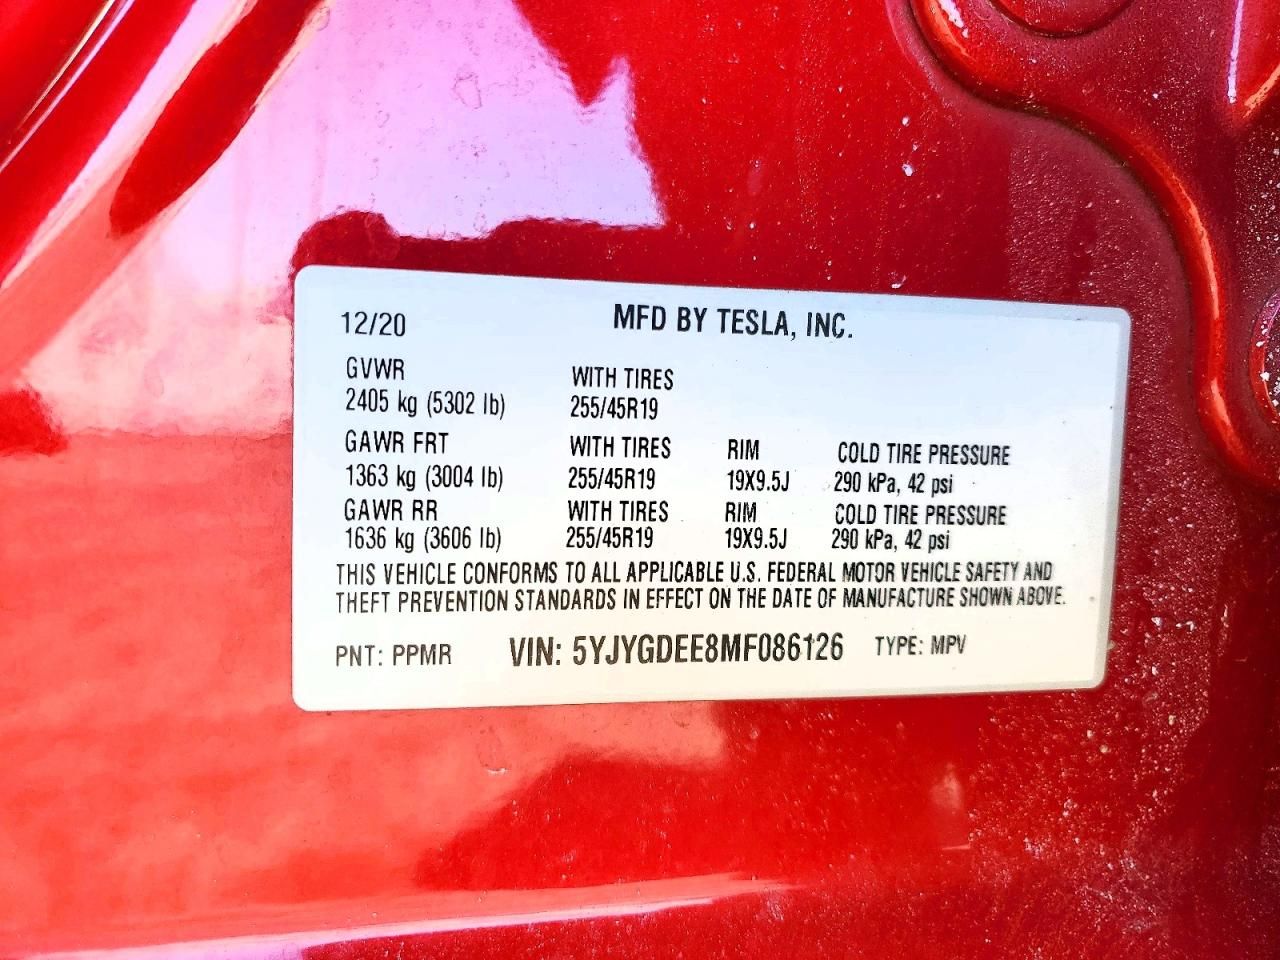 12/20 MFD BY TESLA, INC.
GVWR WITH TIRES
2405 kg (5302 lb) 255/45R19
GAWR FRT WITH TIRES RIM COLD TIRE PRESSURE
1363 kg (3004 lb) 255/45R19 19X9.5J 290 kPa, 42 psi
GAWR RR WITH TIRES RIM COLD TIRE PRESSURE
1636 kg (3606 lb) 255/45R19 19X9.5J 290 kPa, 42 psi
THIS VEHICLE CONFORMS TO ALL APPLICABLE U.S. FEDERAL MOTOR VEHICLE SAFETY AND
THEFT PREVENTION STANDARDS IN EFFECT ON THE DATE OF MANUFACTURE SHOWN ABOVE.
PNT: PPMR VIN: 5YJYGDEE8MF086126 TYPE: MPV